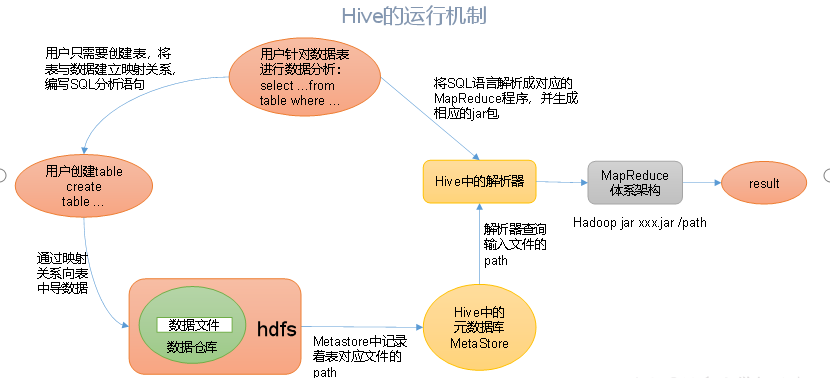 Hive的运行机制
用户只需要创建表，将
表与数据建立映射关系，
编写SQL分析语句
用户针对数据表
进行数据分析：
select ...from
table where ...
将SQL语言解析成对应的
MapReduce程序，并生成
相应的jar包
用户创建table
create
table ...
Hive中的解析器
MapReduce
体系架构
result
Hadoop jar xxx.jar /path
通过映射
关系向表
中导数据
解析器查询
输入文件的
path
数据文件
数据仓库
hdfs
Hive中的
元数据库
MetaStore
Metastore中记录
着表对应文件的
path